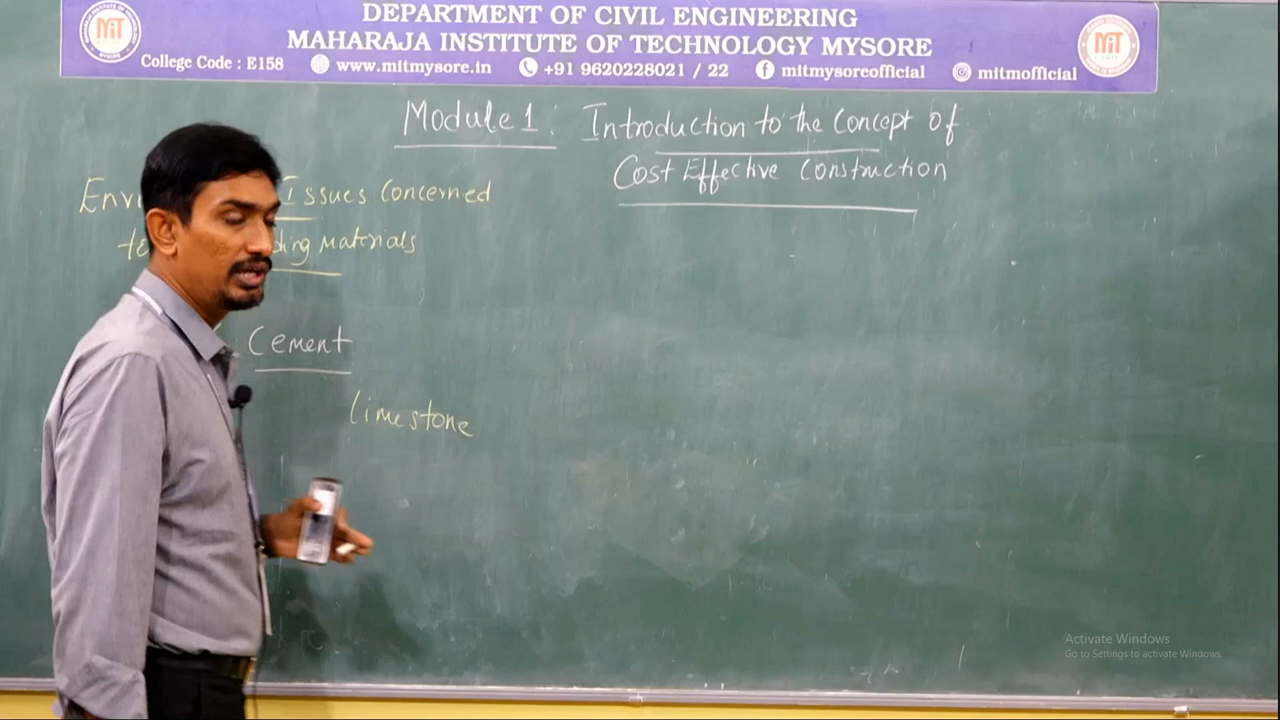 DEPARTMENT OF CIVIL ENGINEERING
MAHARAJA INSTITUTE OF TECHNOLOGY MYSORE
College Code : E158 www.mitmysore.in +91 9620228021 / 22 mitmysoreofficial mitmofficial
Module 1: Introduction to the Concept of
Cost Effective Construction
Issues Concerned
Materials
Cement
limestone
Activate Windows
Go to Settings to activate Windows.